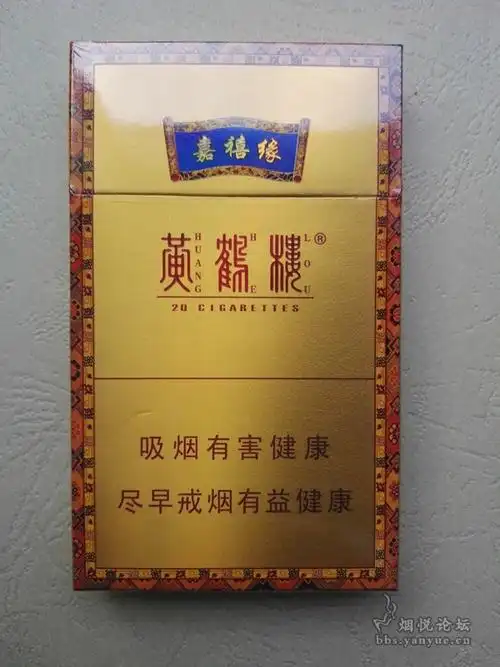 嘉禧缘
黄鹤楼®
HUANG HE LOU
20 CIGARETTES
吸烟有害健康
尽早戒烟有益健康
烟悦论坛
bbs.yanyue.cn